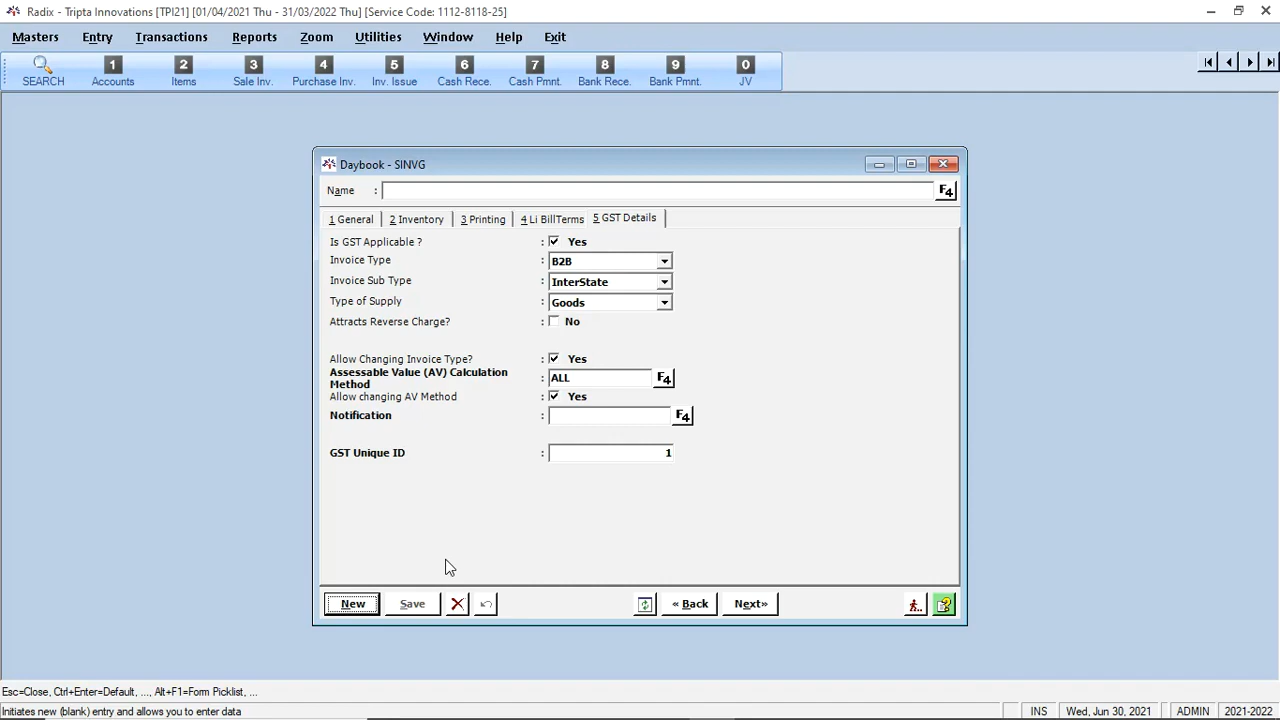 Radix - Tripta Innovations [TPI21] [01/04/2021 Thu - 31/03/2022 Thu] [Service Code: 1112-8118-25]
Masters Entry Transactions Reports Zoom Utilities Window Help Exit
1 2 3 4 5 6 7 8 9 0
SEARCH Accounts Items Sale Inv. Purchase Inv. Inv. Issue Cash Rece. Cash Pmnt. Bank Rece. Bank Pmnt. JV
Daybook - SINVG
Name : F4
1 General 2 Inventory 3 Printing 4 Li BillTerms 5 GST Details
Is GST Applicable ? : Yes
Invoice Type : B2B
Invoice Sub Type : InterState
Type of Supply : Goods
Attracts Reverse Charge? : No
Allow Changing Invoice Type? : Yes
Assessable Value (AV) Calculation
Method : ALL F4
Allow changing AV Method : Yes
Notification : F4
GST Unique ID : 1
New Save « Back Next»
Esc=Close, Ctrl+Enter=Default, ..., Alt+F1=Form Picklist, ...
Initiates new (blank) entry and allows you to enter data INS Wed, Jun 30, 2021 ADMIN 2021-2022